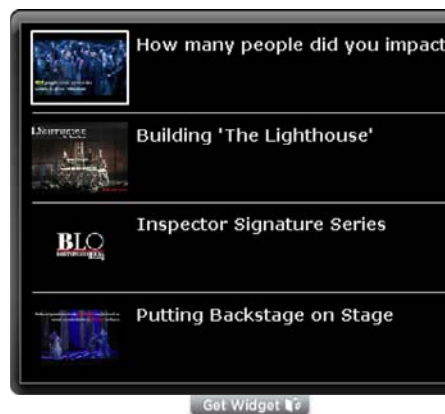 How many people did you impact
Building 'The Lighthouse'
Inspector Signature Series
BLO
Putting Backstage on Stage
Get Widget